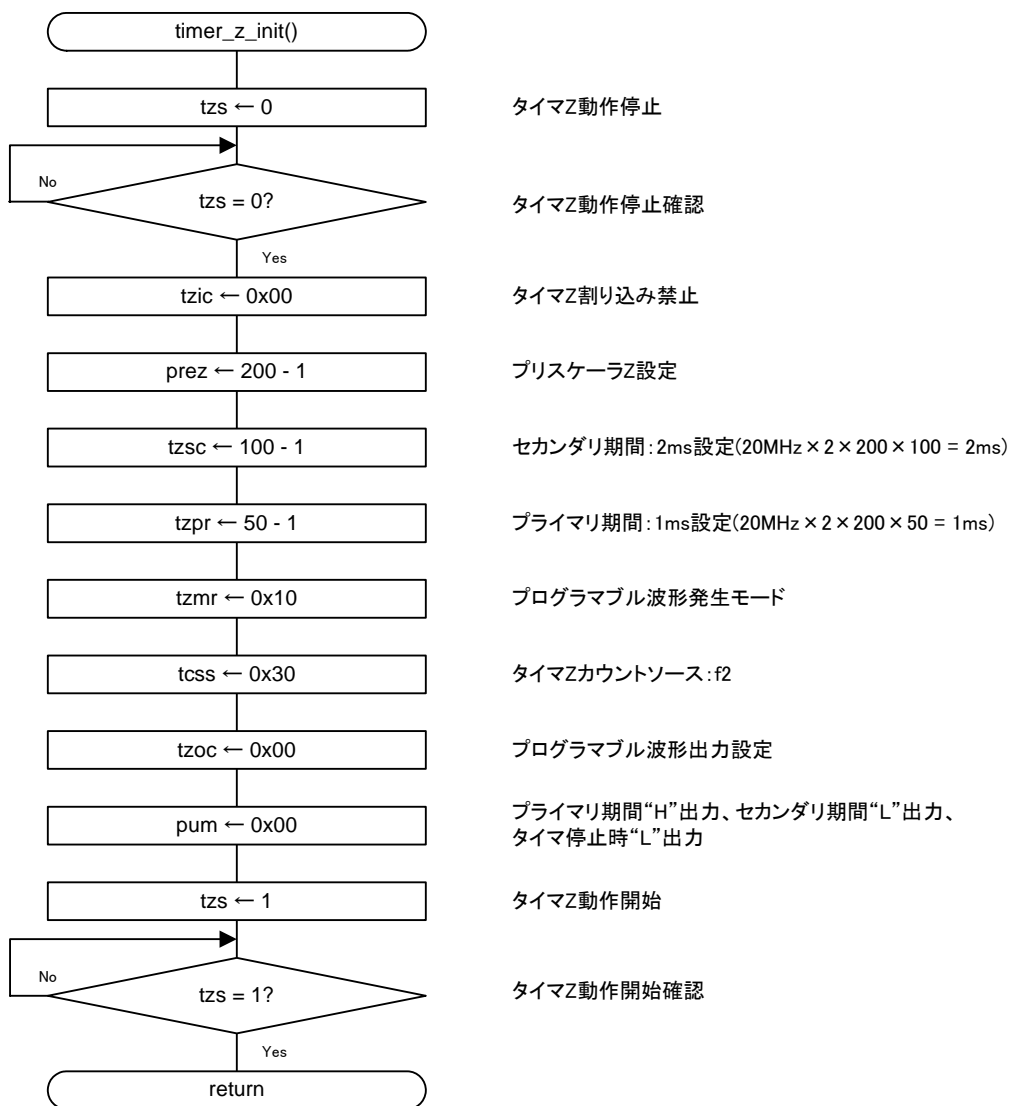 timer_z_init()
tzs ← 0
タイマZ動作停止
No
tzs = 0?
タイマZ動作停止確認
Yes
tzic ← 0x00
タイマZ割り込み禁止
prez ← 200 - 1
プリスケーラZ設定
tzsc ← 100 - 1
セカンダリ期間:2ms設定(20MHz×2×200×100 = 2ms)
tzpr ← 50 - 1
プライマリ期間:1ms設定(20MHz×2×200×50 = 1ms)
tzmr ← 0x10
プログラマブル波形発生モード
tcss ← 0x30
タイマZカウントソース:f2
tzoc ← 0x00
プログラマブル波形出力設定
pum ← 0x00
プライマリ期間“H”出力、セカンダリ期間“L”出力、
タイマ停止時“L”出力
tzs ← 1
タイマZ動作開始
No
tzs = 1?
タイマZ動作開始確認
Yes
return